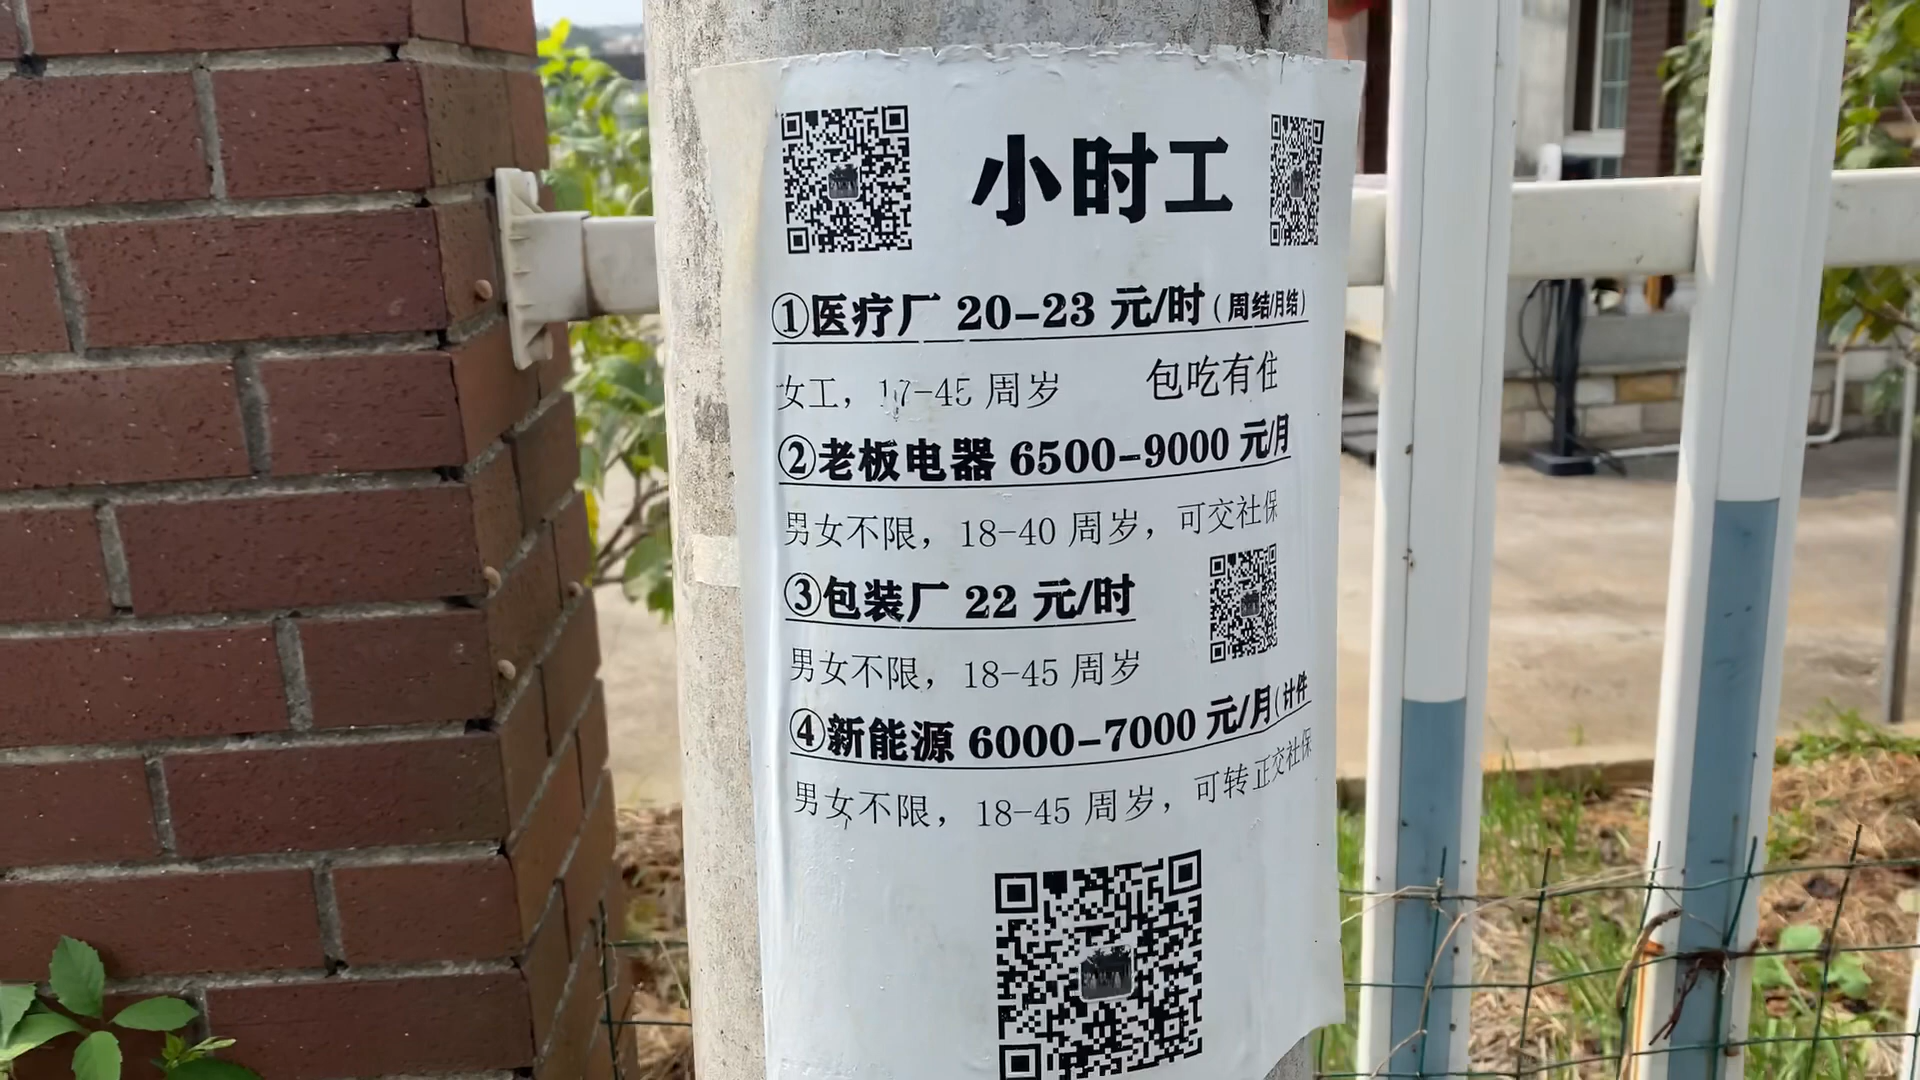 小时工
①医疗厂 20-23 元/时(周结/月结)
女工，17-45 周岁 包吃有住
②老板电器 6500-9000 元/月
男女不限，18-40 周岁，可交社保
③包装厂 22 元/时
男女不限，18-45 周岁
④新能源 6000-7000 元/月(计件
男女不限，18-45 周岁，可转正交社保